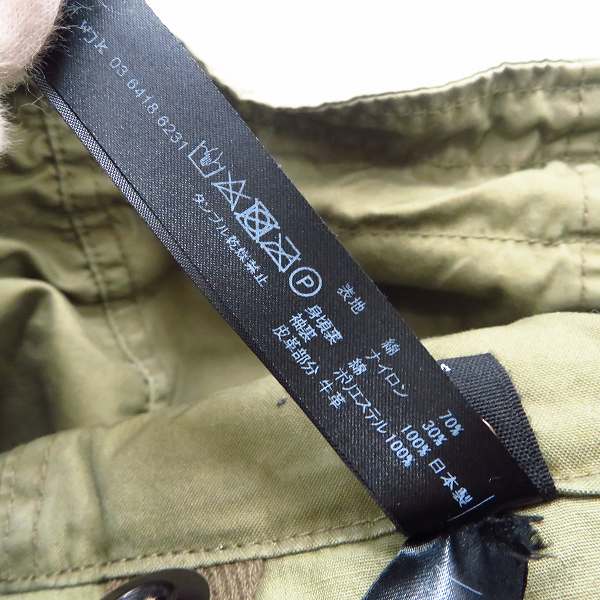 wjk 03 6418 6231
P
タンブル乾燥禁止
表地 綿 70%
ナイロン 30%
身頃裏 綿 100%
袖裏 ポリエステル 100%
皮革部分 牛革
日本製